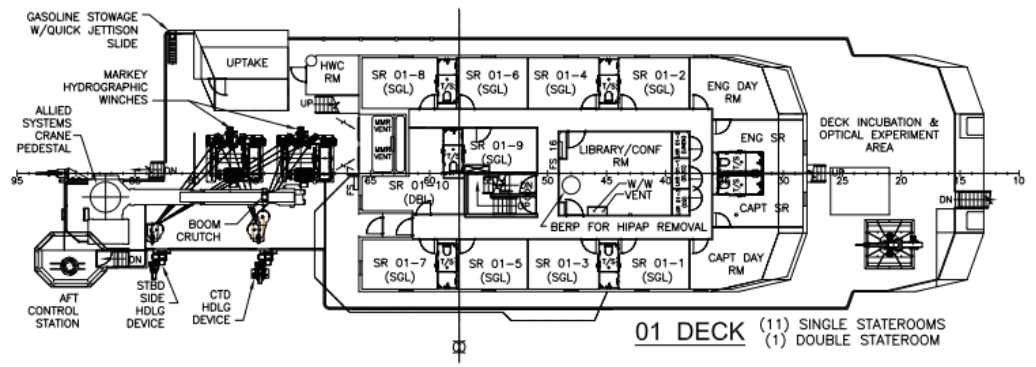 GASOLINE STOWAGE
W/QUICK JETTISON
SLIDE
MARKEY
HYDROGRAPHIC
WINCHES
ALLIED
SYSTEMS
CRANE
PEDESTAL
UPTAKE
HWC
RM
UP
SR 01-8
(SGL)
T/S
SR 01-6
(SGL)
SR 01-4
(SGL)
T/S
SR 01-2
(SGL)
ENG DAY
RM
MMR
VENT
MMR
VENT
T/S
SR 01-9
(SGL)
FS 16
LIBRARY/CONF
RM
ENG SR
T/S
T/S
CAPT SR
DECK INCUBATION &
OPTICAL EXPERIMENT
AREA
95
DN
65
45
25
15
10
UP
DN
SR 01-10
(DBL)
DN
UP
W/W
VENT
BOOM
CRUTCH
BERP FOR HIPAP REMOVAL
DN
SR 01-7
(SGL)
T/S
SR 01-5
(SGL)
SR 01-3
(SGL)
T/S
SR 01-1
(SGL)
CAPT DAY
RM
AFT
CONTROL
STATION
STBD
SIDE
HDLG
DEVICE
CTD
HDLG
DEVICE
01 DECK
(11) SINGLE STATEROOMS
(1) DOUBLE STATEROOM